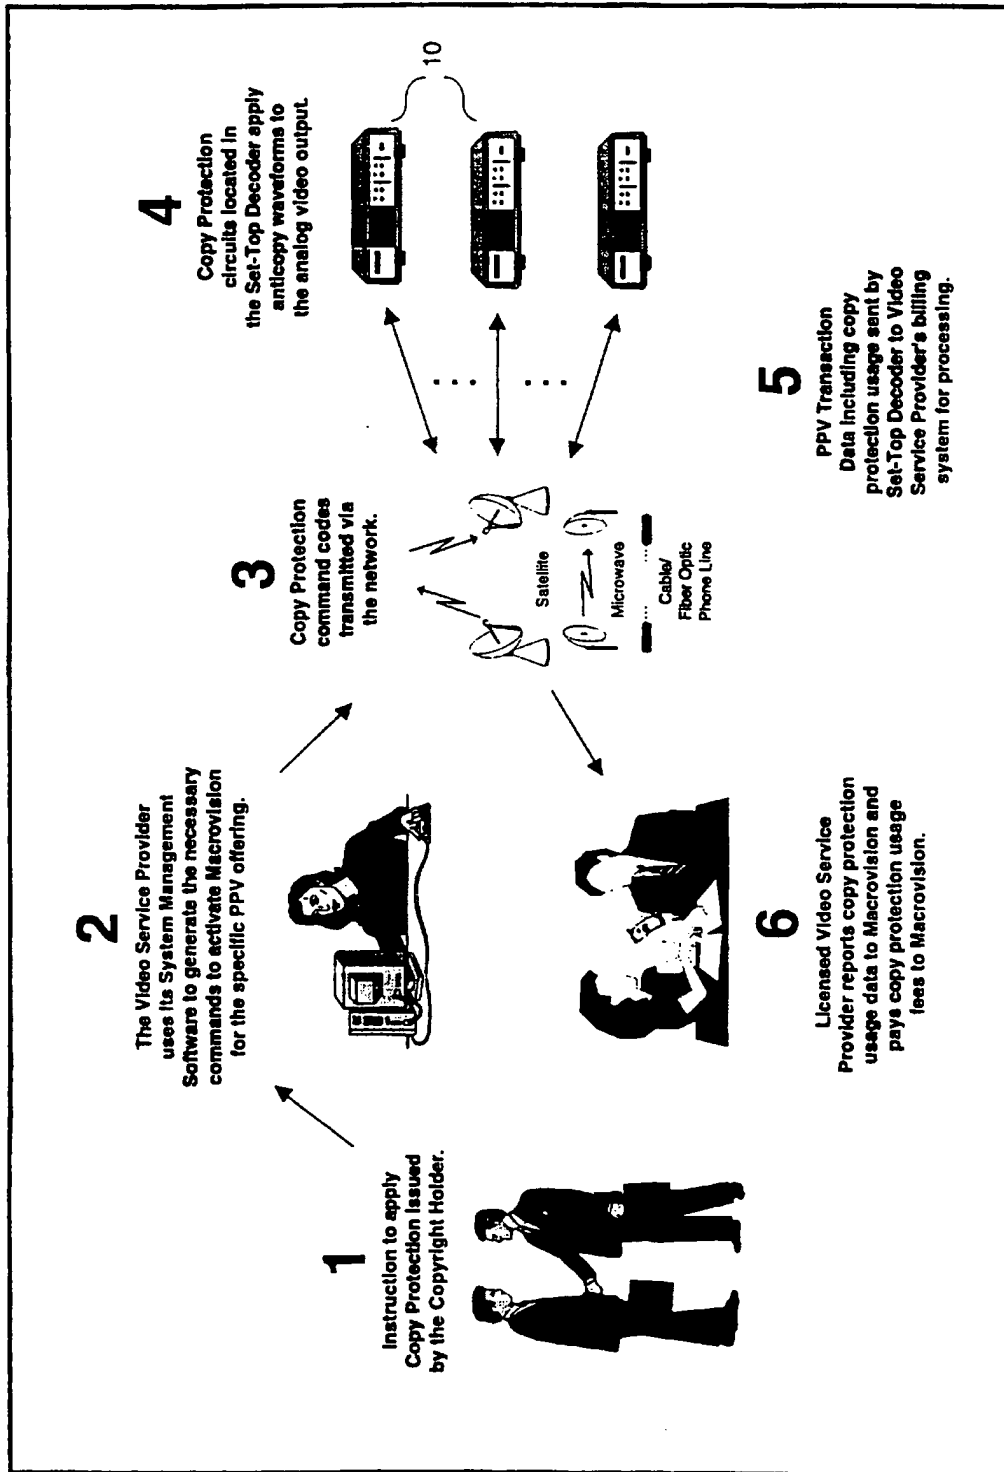 1
Instruction to apply
Copy Protection issued
by the Copyright Holder.
2
The Video Service Provider
uses its System Management
Software to generate the necessary
commands to activate Macrovision
for the specific PPV offering.
3
Copy Protection
command codes
transmitted via
the network.
Satellite
Microwave
Cable/
Fiber Optic
Phone Line
4
Copy Protection
circuits located in
the Set-Top Decoder apply
anticopy waveforms to
the analog video output.
10
5
PPV Transaction
Data including copy
protection usage sent by
Set-Top Decoder to Video
Service Provider's billing
system for processing.
6
Licensed Video Service
Provider reports copy protection
usage data to Macrovision and
pays copy protection usage
fees to Macrovision.